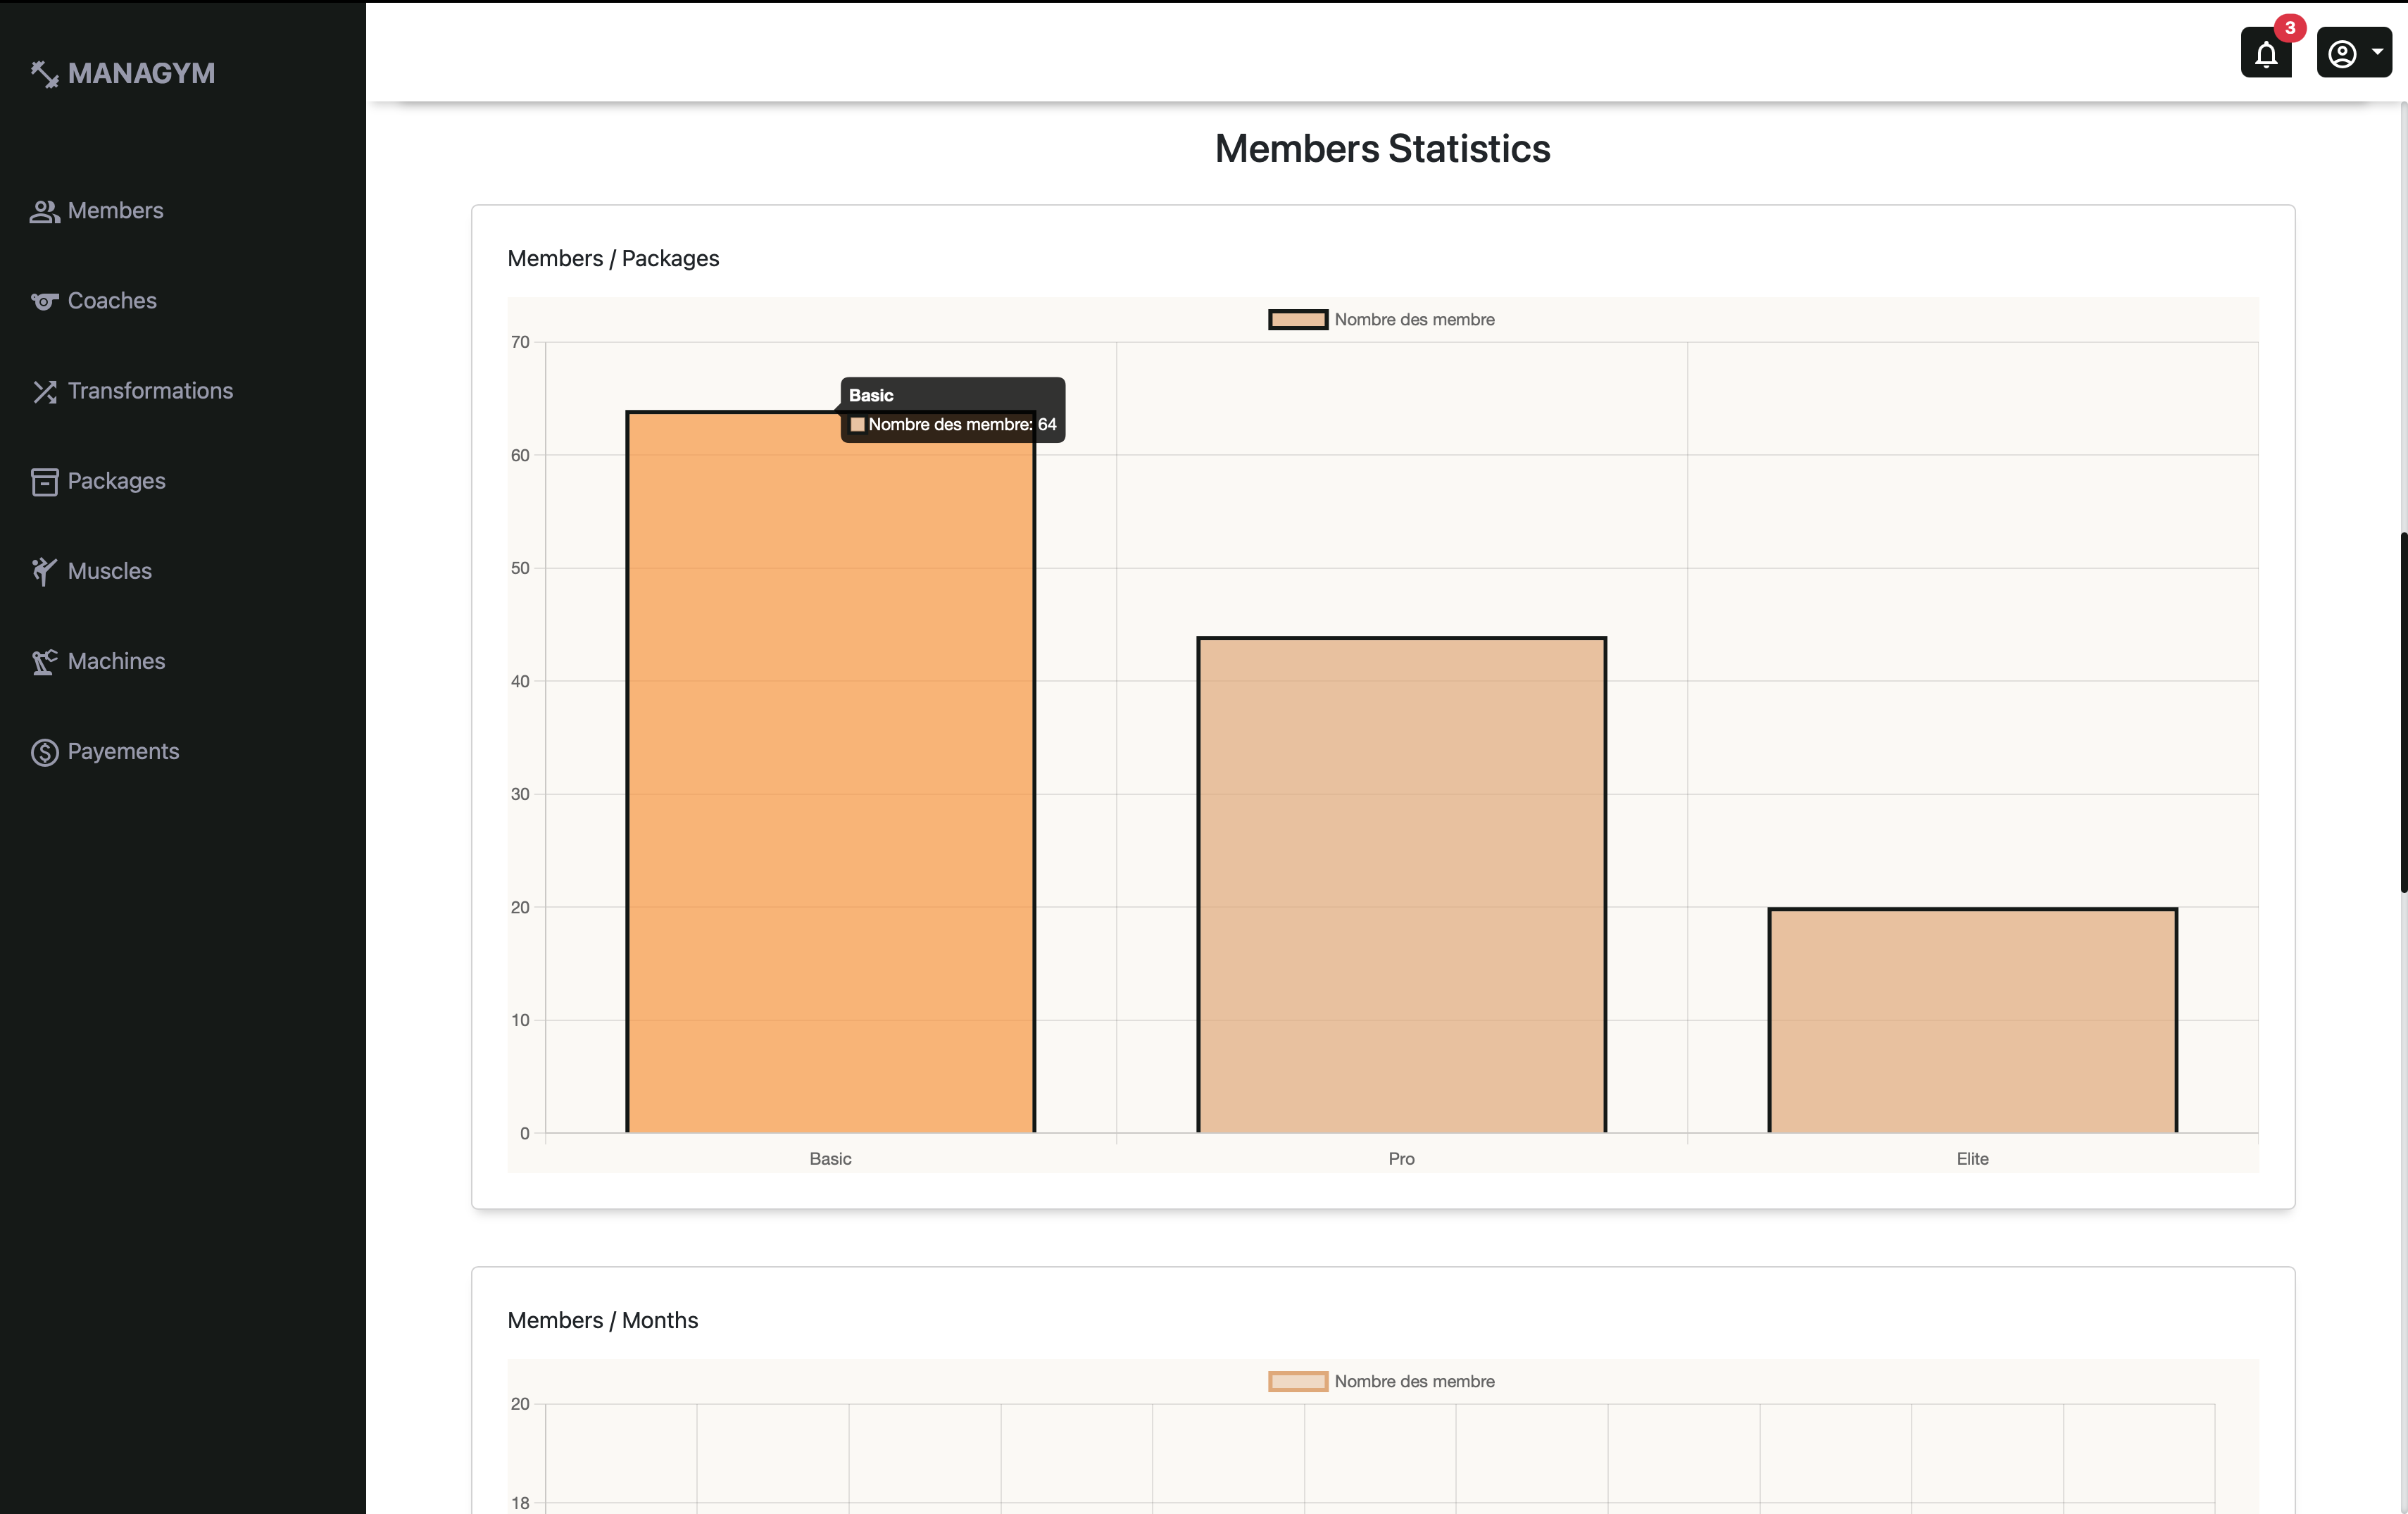 MANAGYM
3
Members
Coaches
Transformations
Packages
Muscles
Machines
Payements
Members Statistics
Members / Packages
Nombre des membre
70
60
50
40
30
20
10
0
Basic
Nombre des membre: 64
Basic
Pro
Elite
Members / Months
Nombre des membre
20
18